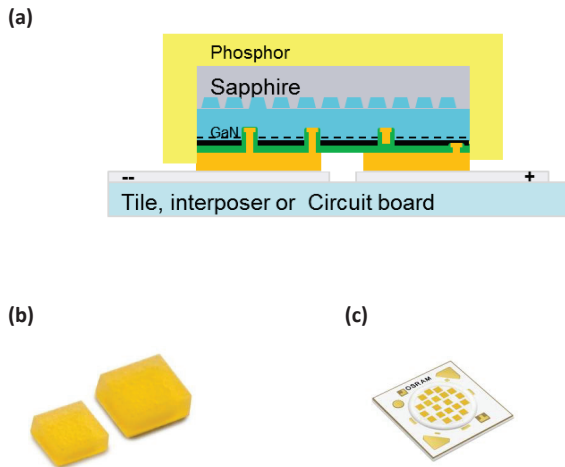 (a)
Phosphor
Sapphire
GaN
--
+
Tile, interposer or Circuit board
(b)
(c)
OSRAM